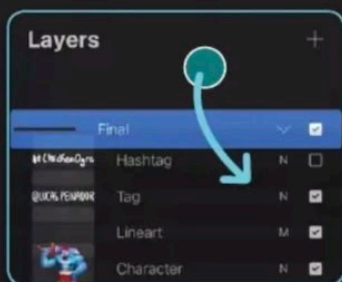 Layers
Final
Hashtag N
Tag N
Lineart M
Character N